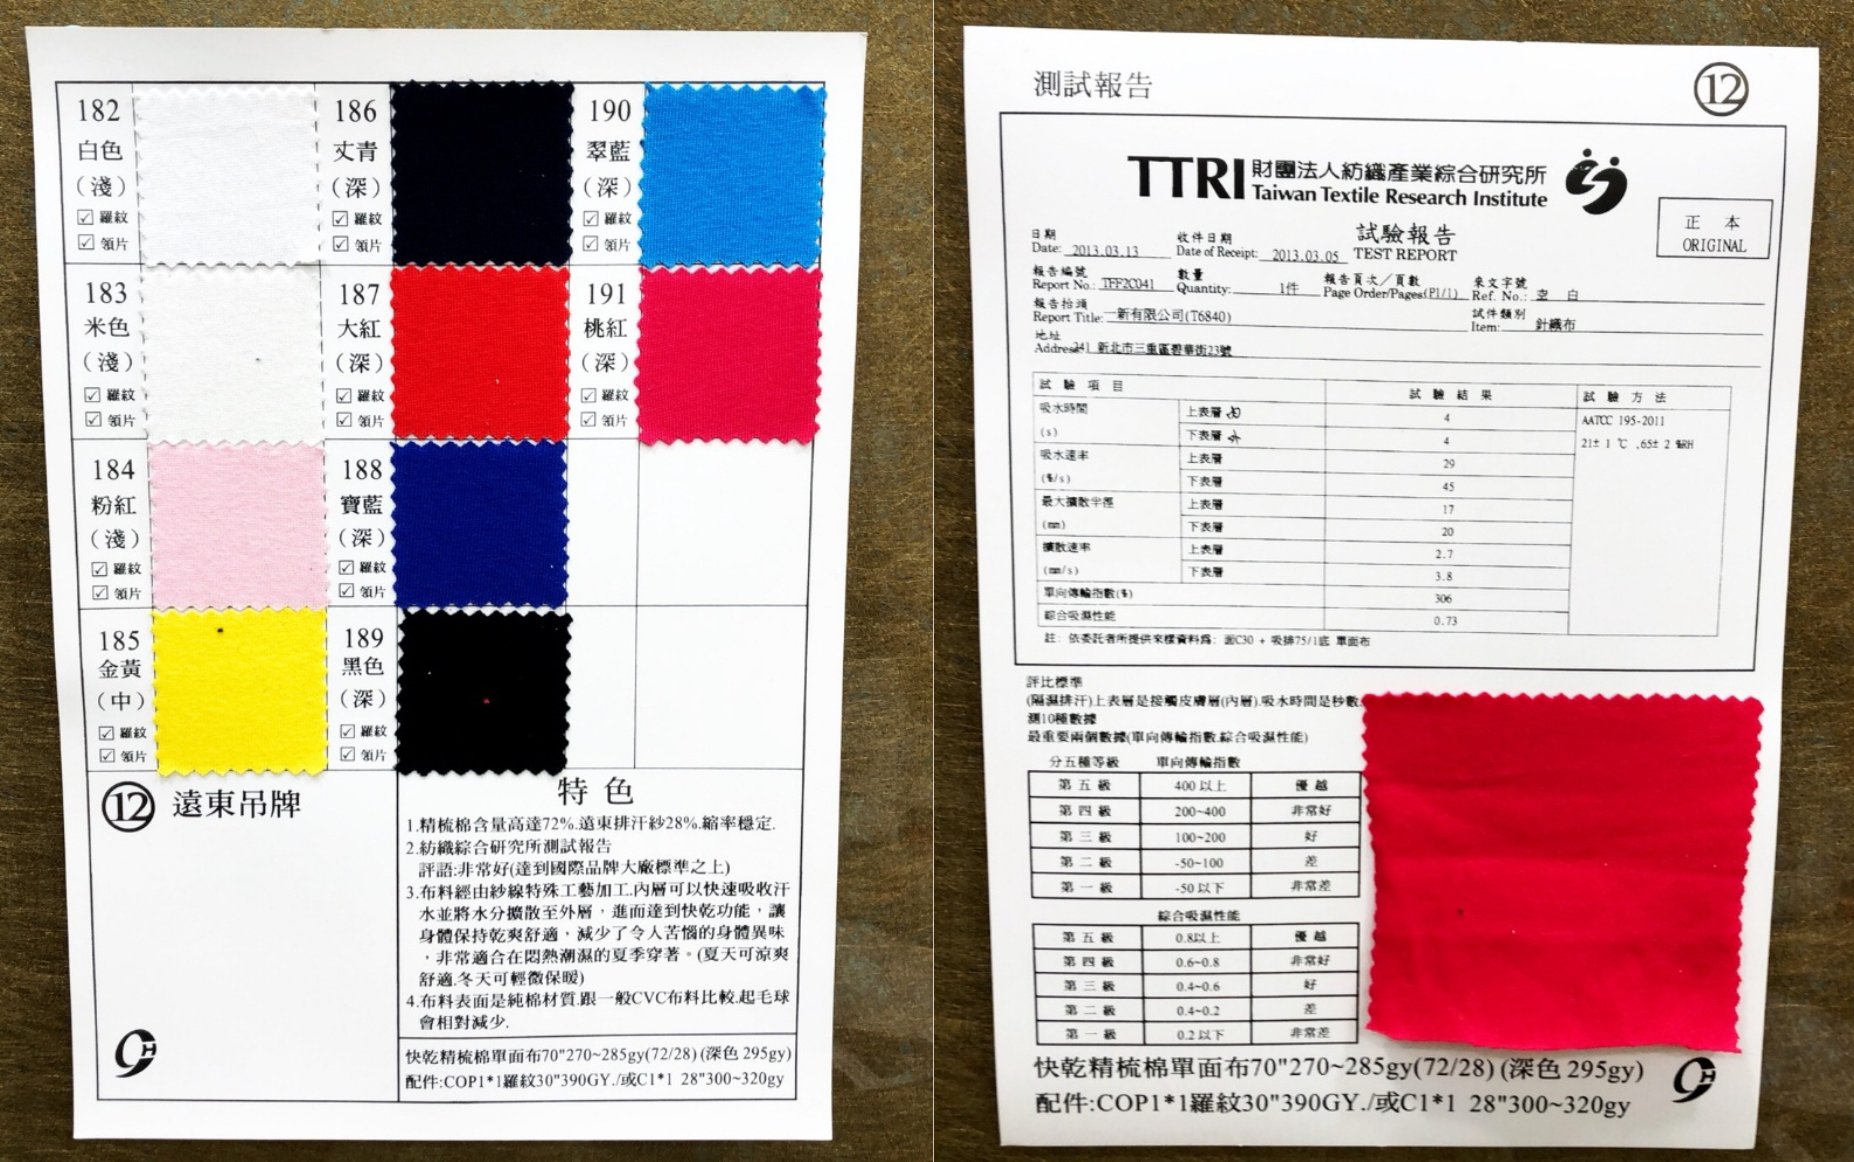 182
白色
(淺)
☑ 羅紋
☑ 領片
186
丈青
(深)
☑ 羅紋
☑ 領片
190
翠藍
(深)
☑ 羅紋
☑ 領片
183
米色
(淺)
☑ 羅紋
☑ 領片
187
大紅
(深)
☑ 羅紋
☑ 領片
191
桃紅
(深)
☑ 羅紋
☑ 領片
184
粉紅
(淺)
☑ 羅紋
☑ 領片
188
寶藍
(深)
☑ 羅紋
☑ 領片
185
金黃
(中)
☑ 羅紋
☑ 領片
189
黑色
(深)
☑ 羅紋
☑ 領片
⑫ 遠東吊牌
特色
1.精梳棉含量高達72%.遠東排汗紗28%.縮率穩定.
2.紡織綜合研究所測試報告
評語:非常好(達到國際品牌大廠標準之上)
3.布料經由紗線特殊工藝加工.內層可以快速吸收汗
水並將水分擴散至外層,進而達到快乾功能,讓
身體保持乾爽舒適,減少了令人苦惱的身體異味
,非常適合在悶熱潮濕的夏季穿著。(夏天可涼爽
舒適.冬天可輕微保暖)
4.布料表面是純棉材質.跟一般CVC布料比較.起毛球
會相對減少.
快乾精梳棉單面布70"270~285gy(72/28) (深色 295gy)
配件:COP1*1羅紋30"390GY./或C1*1 28"300~320gy
測試報告
⑫
TTRI 財團法人紡織產業綜合研究所
Taiwan Textile Research Institute
正 本
ORIGINAL
試驗報告
TEST REPORT
日期
Date: 2013.03.13
收件日期
Date of Receipt: 2013.03.05
報告編號
Report No.: TFF2C041
數量
Quantity: 1件
報告頁次/頁數
Page Order/Pages(P1/1)
來文字號
Ref. No.: 空 白
報告抬頭
Report Title: 一新有限公司(T6840)
試件類別
Item: 針織布
地址
Address: 241 新北市三重區碧華街23號
試 驗 項 目 試 驗 結 果 試 驗 方 法
吸水時間 (s) 上表層 4 AATCC 195-2011
下表層 4 21± 1 ℃ ,65± 2 %RH
吸水速率 (%/s) 上表層 29
下表層 45
最大擴散半徑 (mm) 上表層 17
下表層 20
擴散速率 (mm/s) 上表層 2.7
下表層 3.8
單向傳輸指數(%) 306
綜合吸濕性能 0.73
註: 依委託者所提供來樣資料為: 面C30 + 吸排75/1底 單面布
評比標準
(隔濕排汗)上表層是接觸皮膚層(內層).吸水時間是秒數
測10種數據
最重要兩個數據(單向傳輸指數.綜合吸濕性能)
分五種等級 單向傳輸指數
第五級 400以上 優越
第四級 200~400 非常好
第三級 100~200 好
第二級 -50~100 差
第一級 -50以下 非常差
綜合吸濕性能
第五級 0.8以上 優越
第四級 0.6~0.8 非常好
第三級 0.4~0.6 好
第二級 0.4~0.2 差
第一級 0.2以下 非常差
快乾精梳棉單面布70"270~285gy(72/28) (深色 295gy)
配件:COP1*1羅紋30"390GY./或C1*1 28"300~320gy